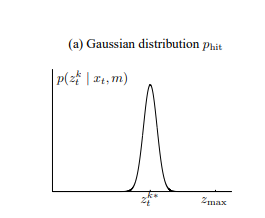 (a) Gaussian distribution p_hit
p(z_t^k | x_t, m)
z_t^{k*} z_max